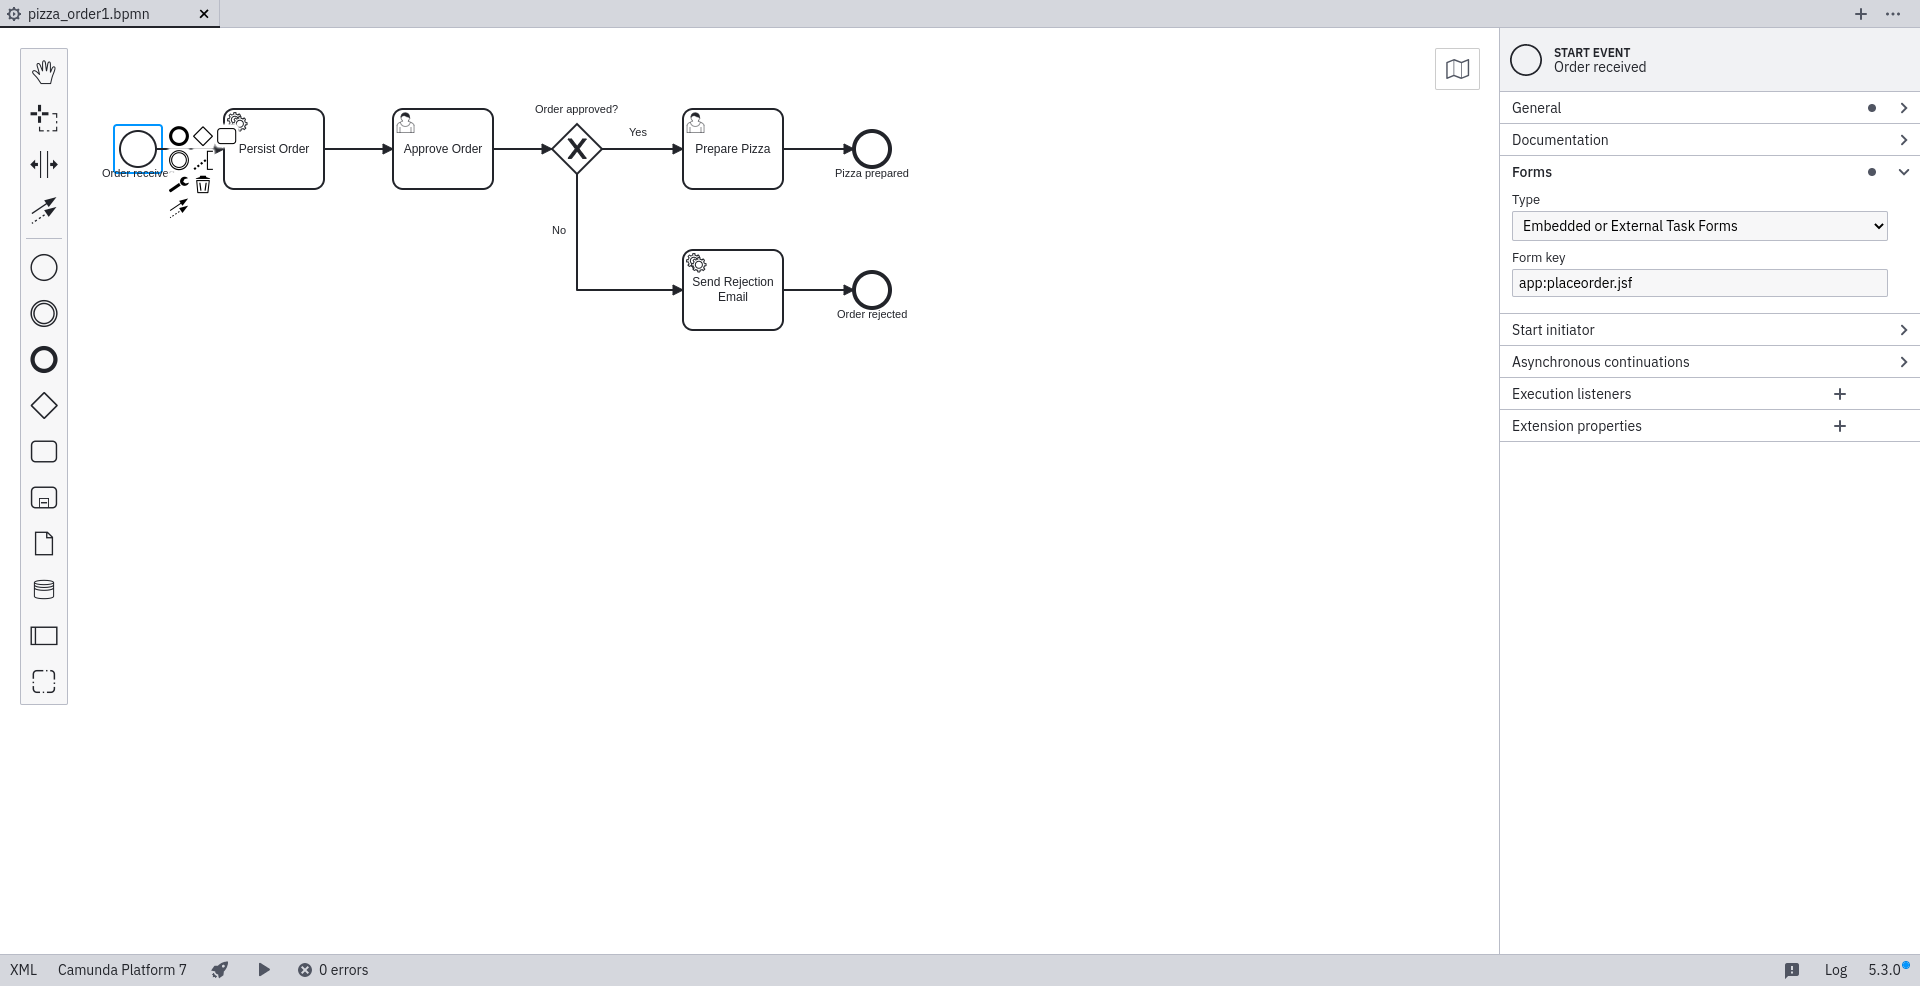 pizza_order1.bpmn
START EVENT
Order received
General
Documentation
Forms
Type
Embedded or External Task Forms
Form key
app:placeorder.jsf
Start initiator
Asynchronous continuations
Execution listeners
Extension properties
Order receive
Persist Order
Approve Order
Order approved?
Yes
No
Prepare Pizza
Pizza prepared
Send Rejection
Email
Order rejected
XML
Camunda Platform 7
0 errors
Log
5.3.0